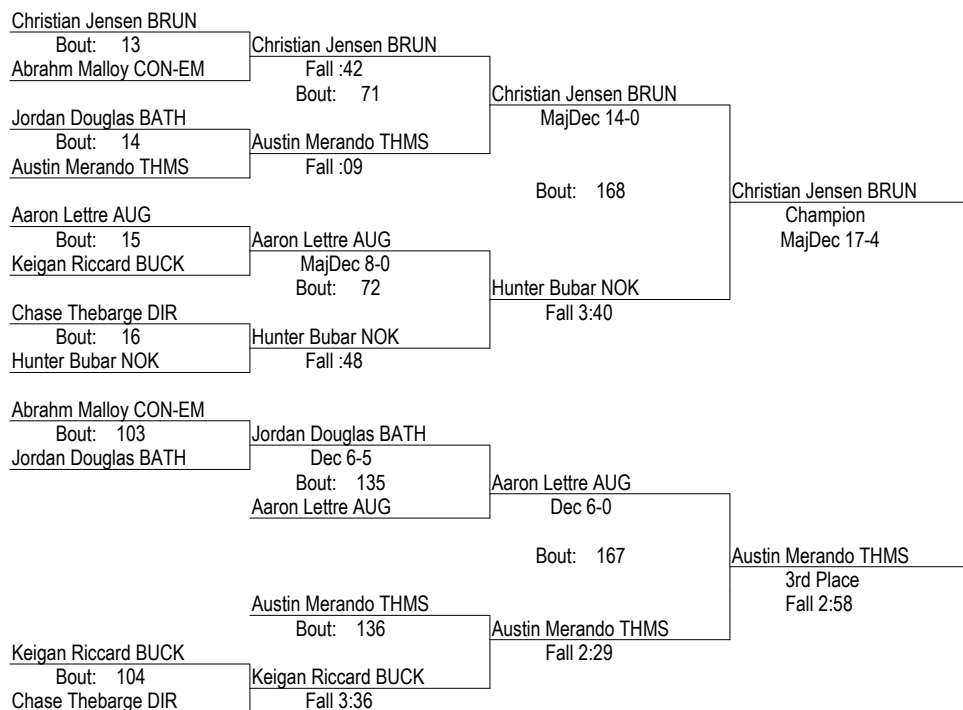 Christian Jensen BRUN
Bout: 13
Christian Jensen BRUN
Abrahm Malloy CON-EM
Fall :42
Bout: 71
Christian Jensen BRUN
Jordan Douglas BATH
MajDec 14-0
Bout: 14
Austin Merando THMS
Austin Merando THMS
Fall :09
Bout: 168
Christian Jensen BRUN
Aaron Lettre AUG
Champion
Bout: 15
Aaron Lettre AUG
MajDec 17-4
Keigan Riccard BUCK
MajDec 8-0
Bout: 72
Hunter Bubar NOK
Chase Thebarge DIR
Fall 3:40
Bout: 16
Hunter Bubar NOK
Hunter Bubar NOK
Fall :48
Abrahm Malloy CON-EM
Bout: 103
Jordan Douglas BATH
Jordan Douglas BATH
Dec 6-5
Bout: 135
Aaron Lettre AUG
Aaron Lettre AUG
Dec 6-0
Bout: 167
Austin Merando THMS
3rd Place
Austin Merando THMS
Fall 2:58
Bout: 136
Austin Merando THMS
Keigan Riccard BUCK
Fall 2:29
Bout: 104
Keigan Riccard BUCK
Chase Thebarge DIR
Fall 3:36